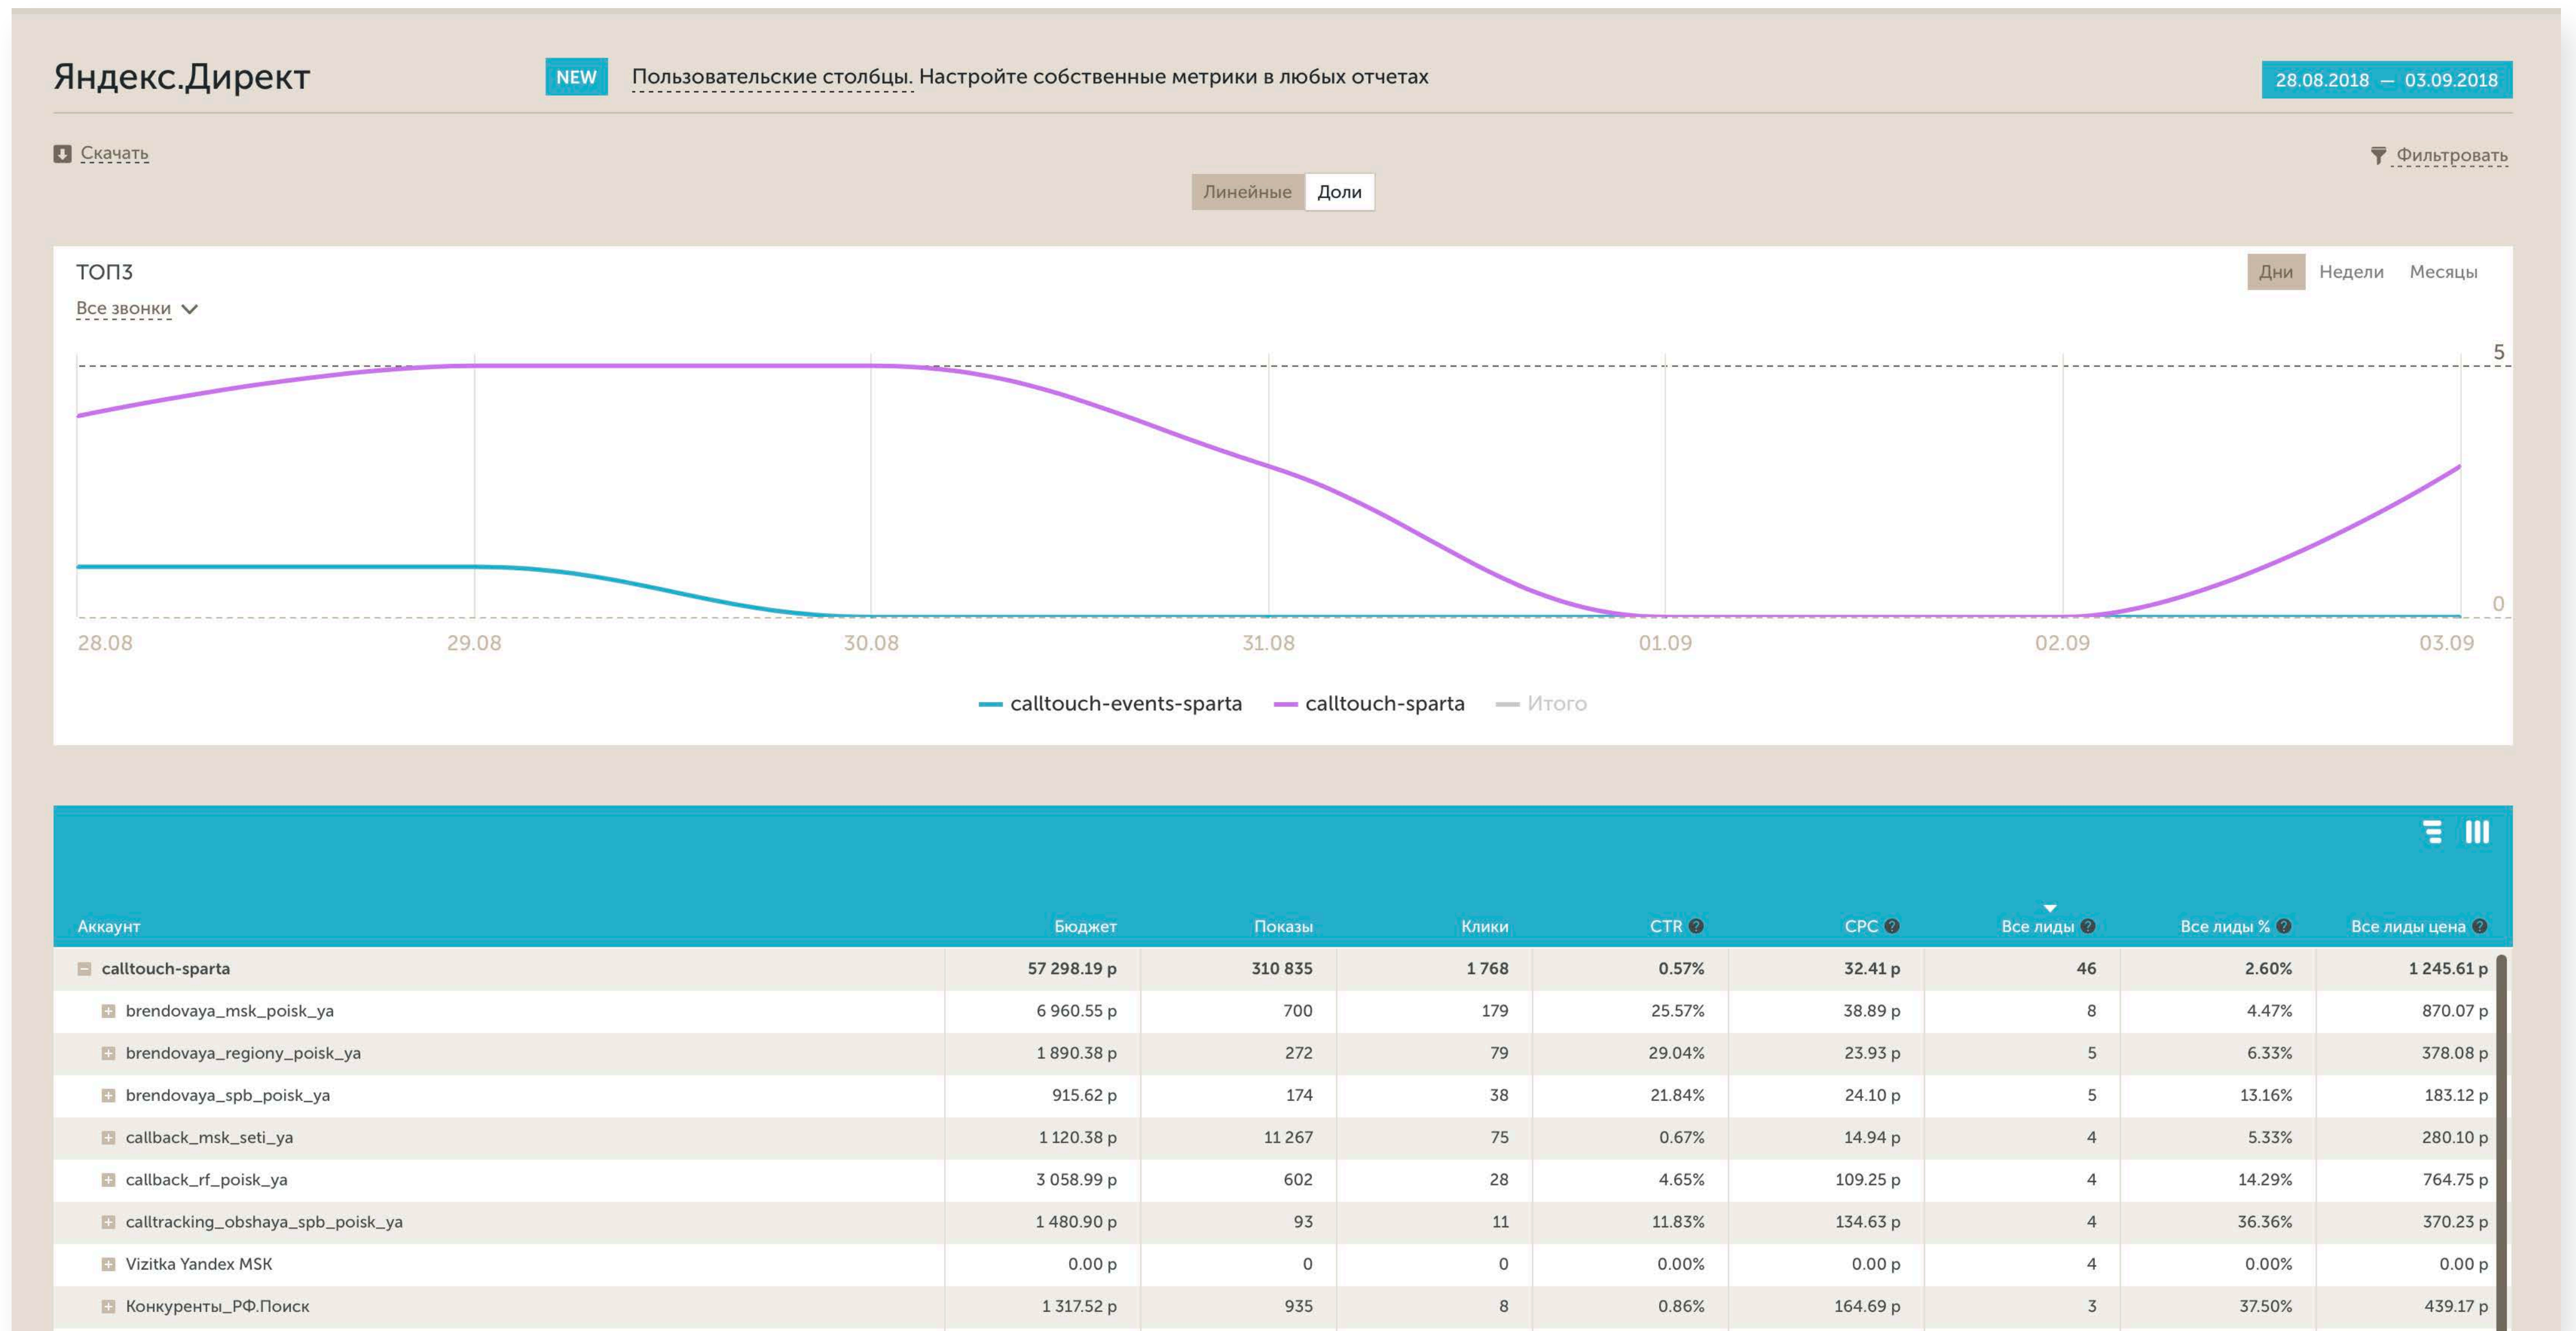 Яндекс.Директ NEW Пользовательские столбцы. Настройте собственные метрики в любых отчетах 28.08.2018 — 03.09.2018
Скачать Фильтровать
Линейные Доли
ТОП3 Дни Недели Месяцы
Все звонки
5
0
28.08 29.08 30.08 31.08 01.09 02.09 03.09
calltouch-events-sparta calltouch-sparta Итого
Аккаунт Бюджет Показы Клики CTR ? CPC ? Все лиды ? Все лиды % ? Все лиды цена ?
calltouch-sparta 57 298.19 р 310 835 1 768 0.57% 32.41 р 46 2.60% 1 245.61 р
brendovaya_msk_poisk_ya 6 960.55 р 700 179 25.57% 38.89 р 8 4.47% 870.07 р
brendovaya_regiony_poisk_ya 1 890.38 р 272 79 29.04% 23.93 р 5 6.33% 378.08 р
brendovaya_spb_poisk_ya 915.62 р 174 38 21.84% 24.10 р 5 13.16% 183.12 р
callback_msk_seti_ya 1 120.38 р 11 267 75 0.67% 14.94 р 4 5.33% 280.10 р
callback_rf_poisk_ya 3 058.99 р 602 28 4.65% 109.25 р 4 14.29% 764.75 р
calltracking_obshaya_spb_poisk_ya 1 480.90 р 93 11 11.83% 134.63 р 4 36.36% 370.23 р
Vizitka Yandex MSK 0.00 р 0 0 0.00% 0.00 р 4 0.00% 0.00 р
Конкуренты_РФ.Поиск 1 317.52 р 935 8 0.86% 164.69 р 3 37.50% 439.17 р